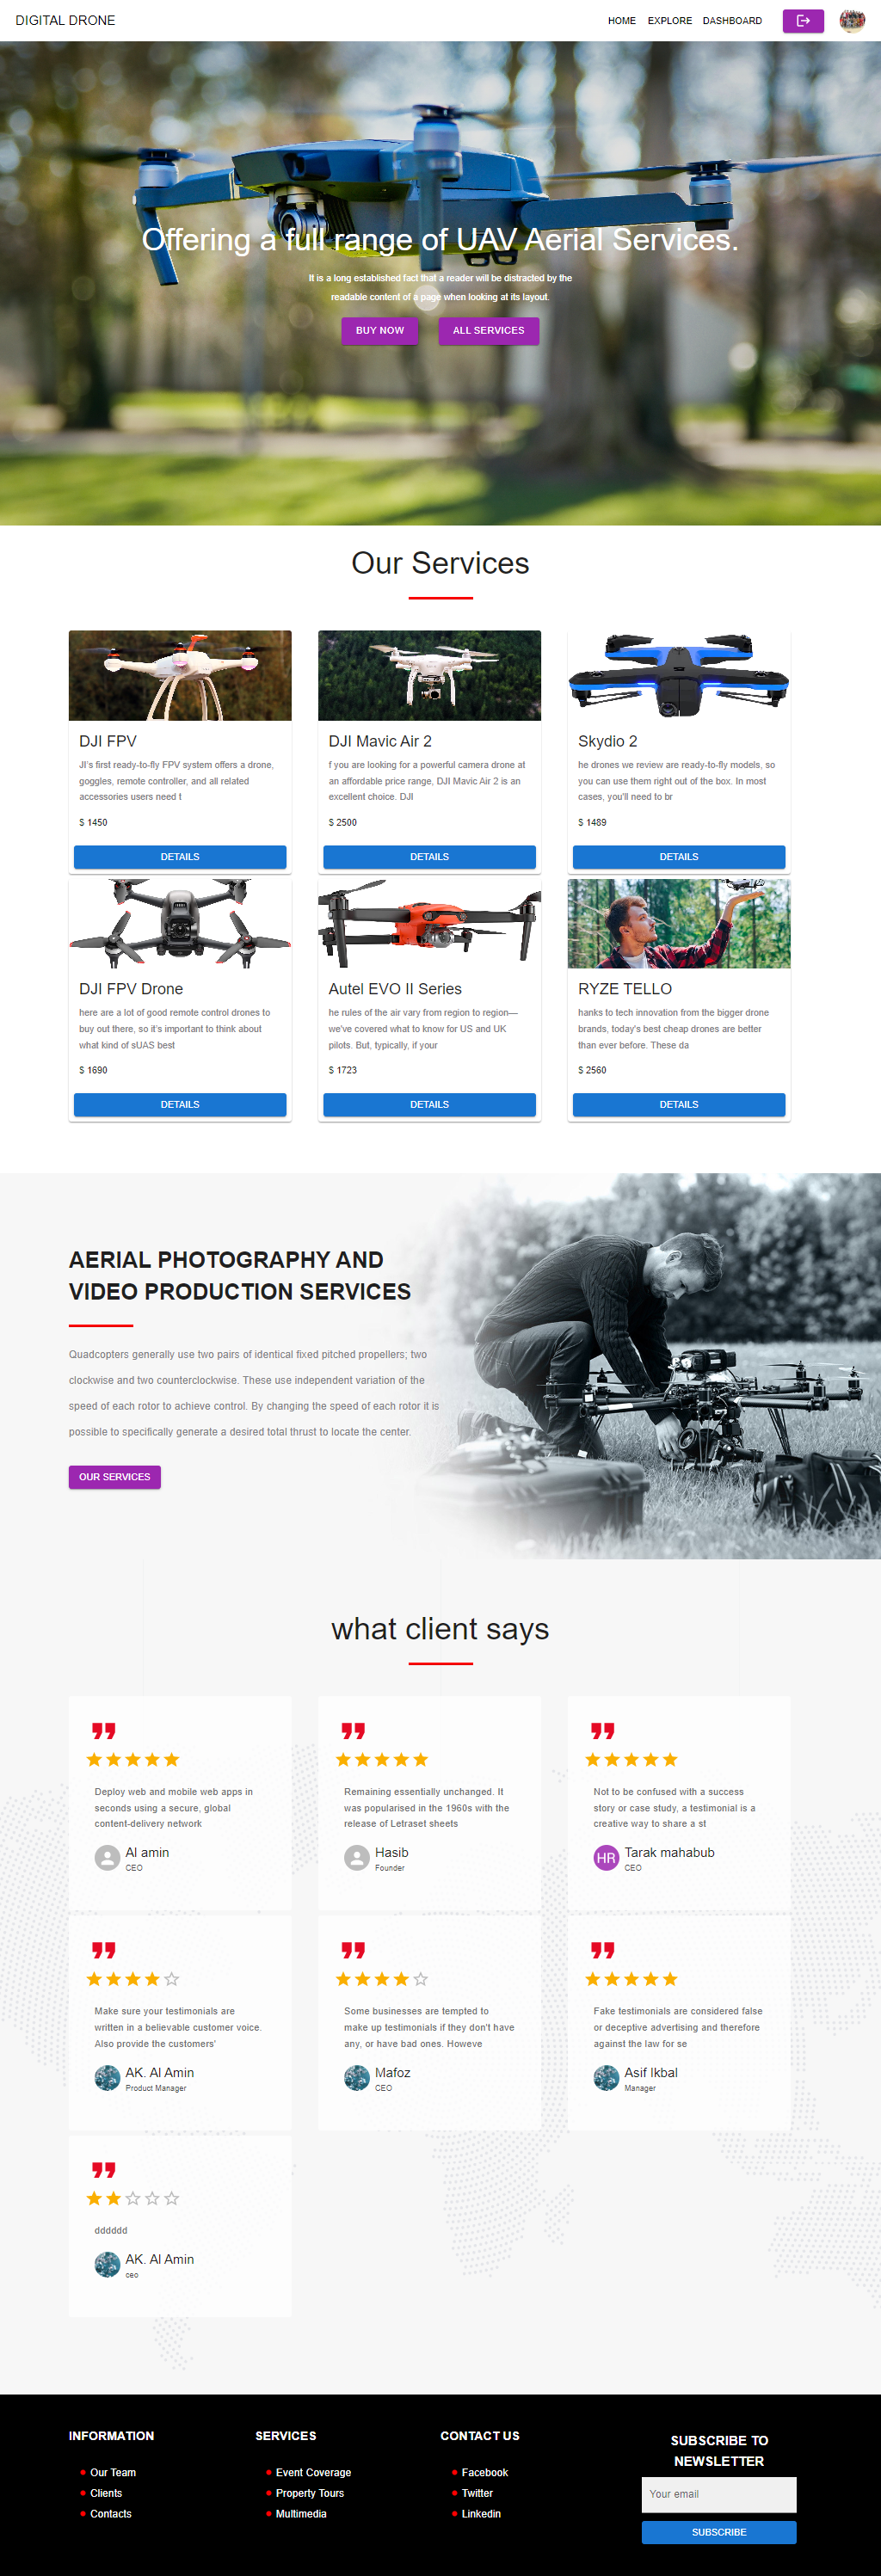 DIGITAL DRONE
HOME EXPLORE DASHBOARD
Offering a full range of UAV Aerial Services.
It is a long established fact that a reader will be distracted by the
readable content of a page when looking at its layout.
BUY NOW ALL SERVICES
Our Services
DJI FPV
JI's first ready-to-fly FPV system offers a drone,
goggles, remote controller, and all related
accessories users need t
$ 1450
DETAILS
DJI Mavic Air 2
f you are looking for a powerful camera drone at
an affordable price range, DJI Mavic Air 2 is an
excellent choice. DJI
$ 2500
DETAILS
Skydio 2
he drones we review are ready-to-fly models, so
you can use them right out of the box. In most
cases, you'll need to br
$ 1489
DETAILS
DJI FPV Drone
here are a lot of good remote control drones to
buy out there, so it's important to think about
what kind of sUAS best
$ 1690
DETAILS
Autel EVO II Series
he rules of the air vary from region to region—
we've covered what to know for US and UK
pilots. But, typically, if your
$ 1723
DETAILS
RYZE TELLO
hanks to tech innovation from the bigger drone
brands, today's best cheap drones are better
than ever before. These da
$ 2560
DETAILS
AERIAL PHOTOGRAPHY AND
VIDEO PRODUCTION SERVICES
Quadcopters generally use two pairs of identical fixed pitched propellers; two
clockwise and two counterclockwise. These use independent variation of the
speed of each rotor to achieve control. By changing the speed of each rotor it is
possible to specifically generate a desired total thrust to locate the center.
OUR SERVICES
what client says
Deploy web and mobile web apps in
seconds using a secure, global
content-delivery network
Al amin
CEO
Remaining essentially unchanged. It
was popularised in the 1960s with the
release of Letraset sheets
Hasib
Founder
Not to be confused with a success
story or case study, a testimonial is a
creative way to share a st
HR
Tarak mahabub
CEO
Make sure your testimonials are
written in a believable customer voice.
Also provide the customers'
AK. Al Amin
Product Manager
Some businesses are tempted to
make up testimonials if they don't have
any, or have bad ones. Howeve
Mafoz
CEO
Fake testimonials are considered false
or deceptive advertising and therefore
against the law for se
Asif Ikbal
Manager
dddddd
AK. Al Amin
ceo
INFORMATION
Our Team
Clients
Contacts
SERVICES
Event Coverage
Property Tours
Multimedia
CONTACT US
Facebook
Twitter
Linkedin
SUBSCRIBE TO
NEWSLETTER
Your email
SUBSCRIBE